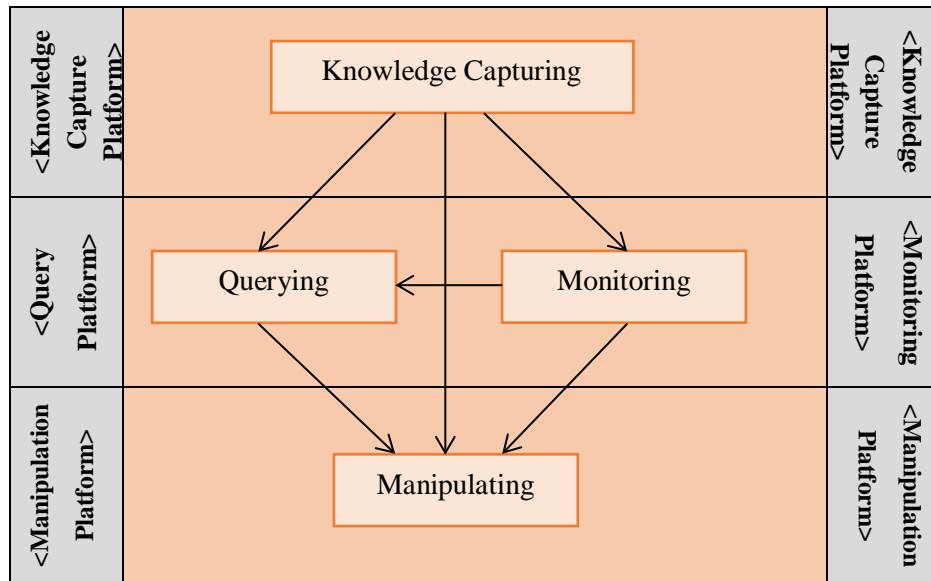 <Knowledge
Capture
Platform>
Knowledge Capturing
<Knowledge
Capture
Platform>
<Query
Platform>
Querying
Monitoring
<Monitoring
Platform>
<Manipulation
Platform>
Manipulating
<Manipulation
Platform>